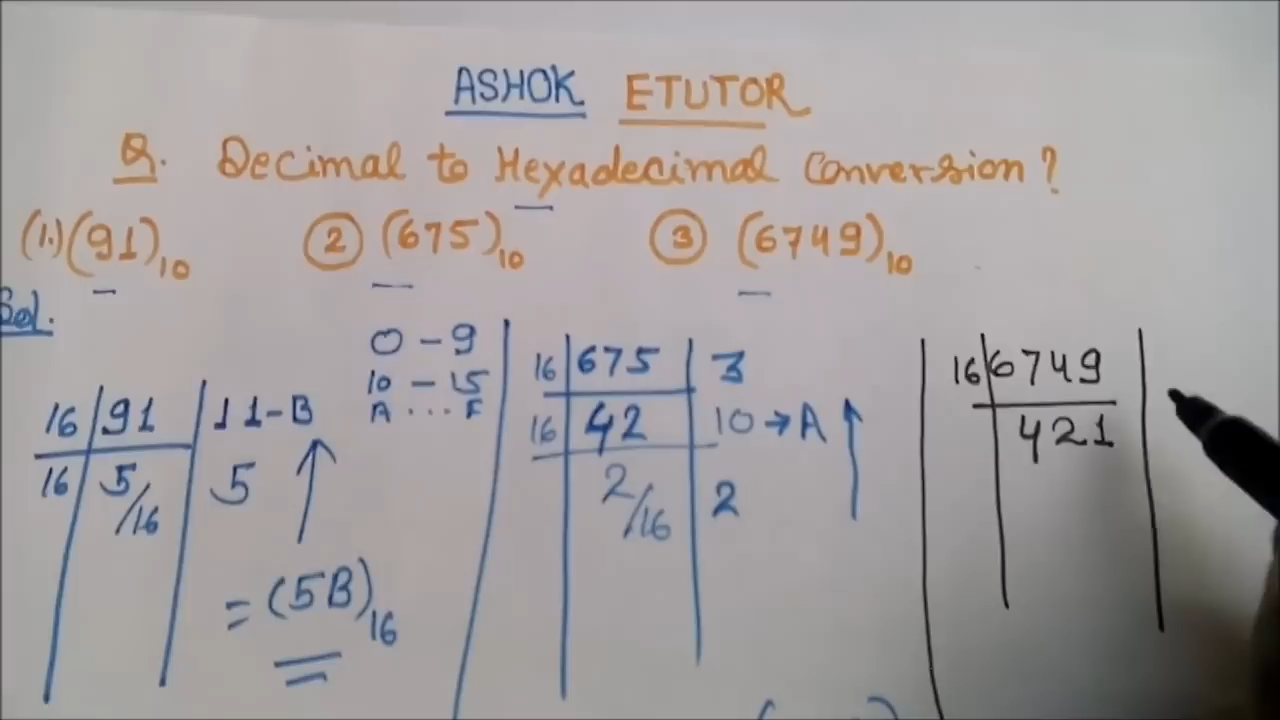 ASHOK ETUTOR
Q. Decimal to Hexadecimal Conversion?
(1.) (91)10 ② (675)10 ③ (6749)10
Sol.
0 - 9
10 - 15
A ... F
16 91 11-B
16 5/16 5
= (5B)16
16 675 3
16 42 10→A
2/16 2
16 6749
421